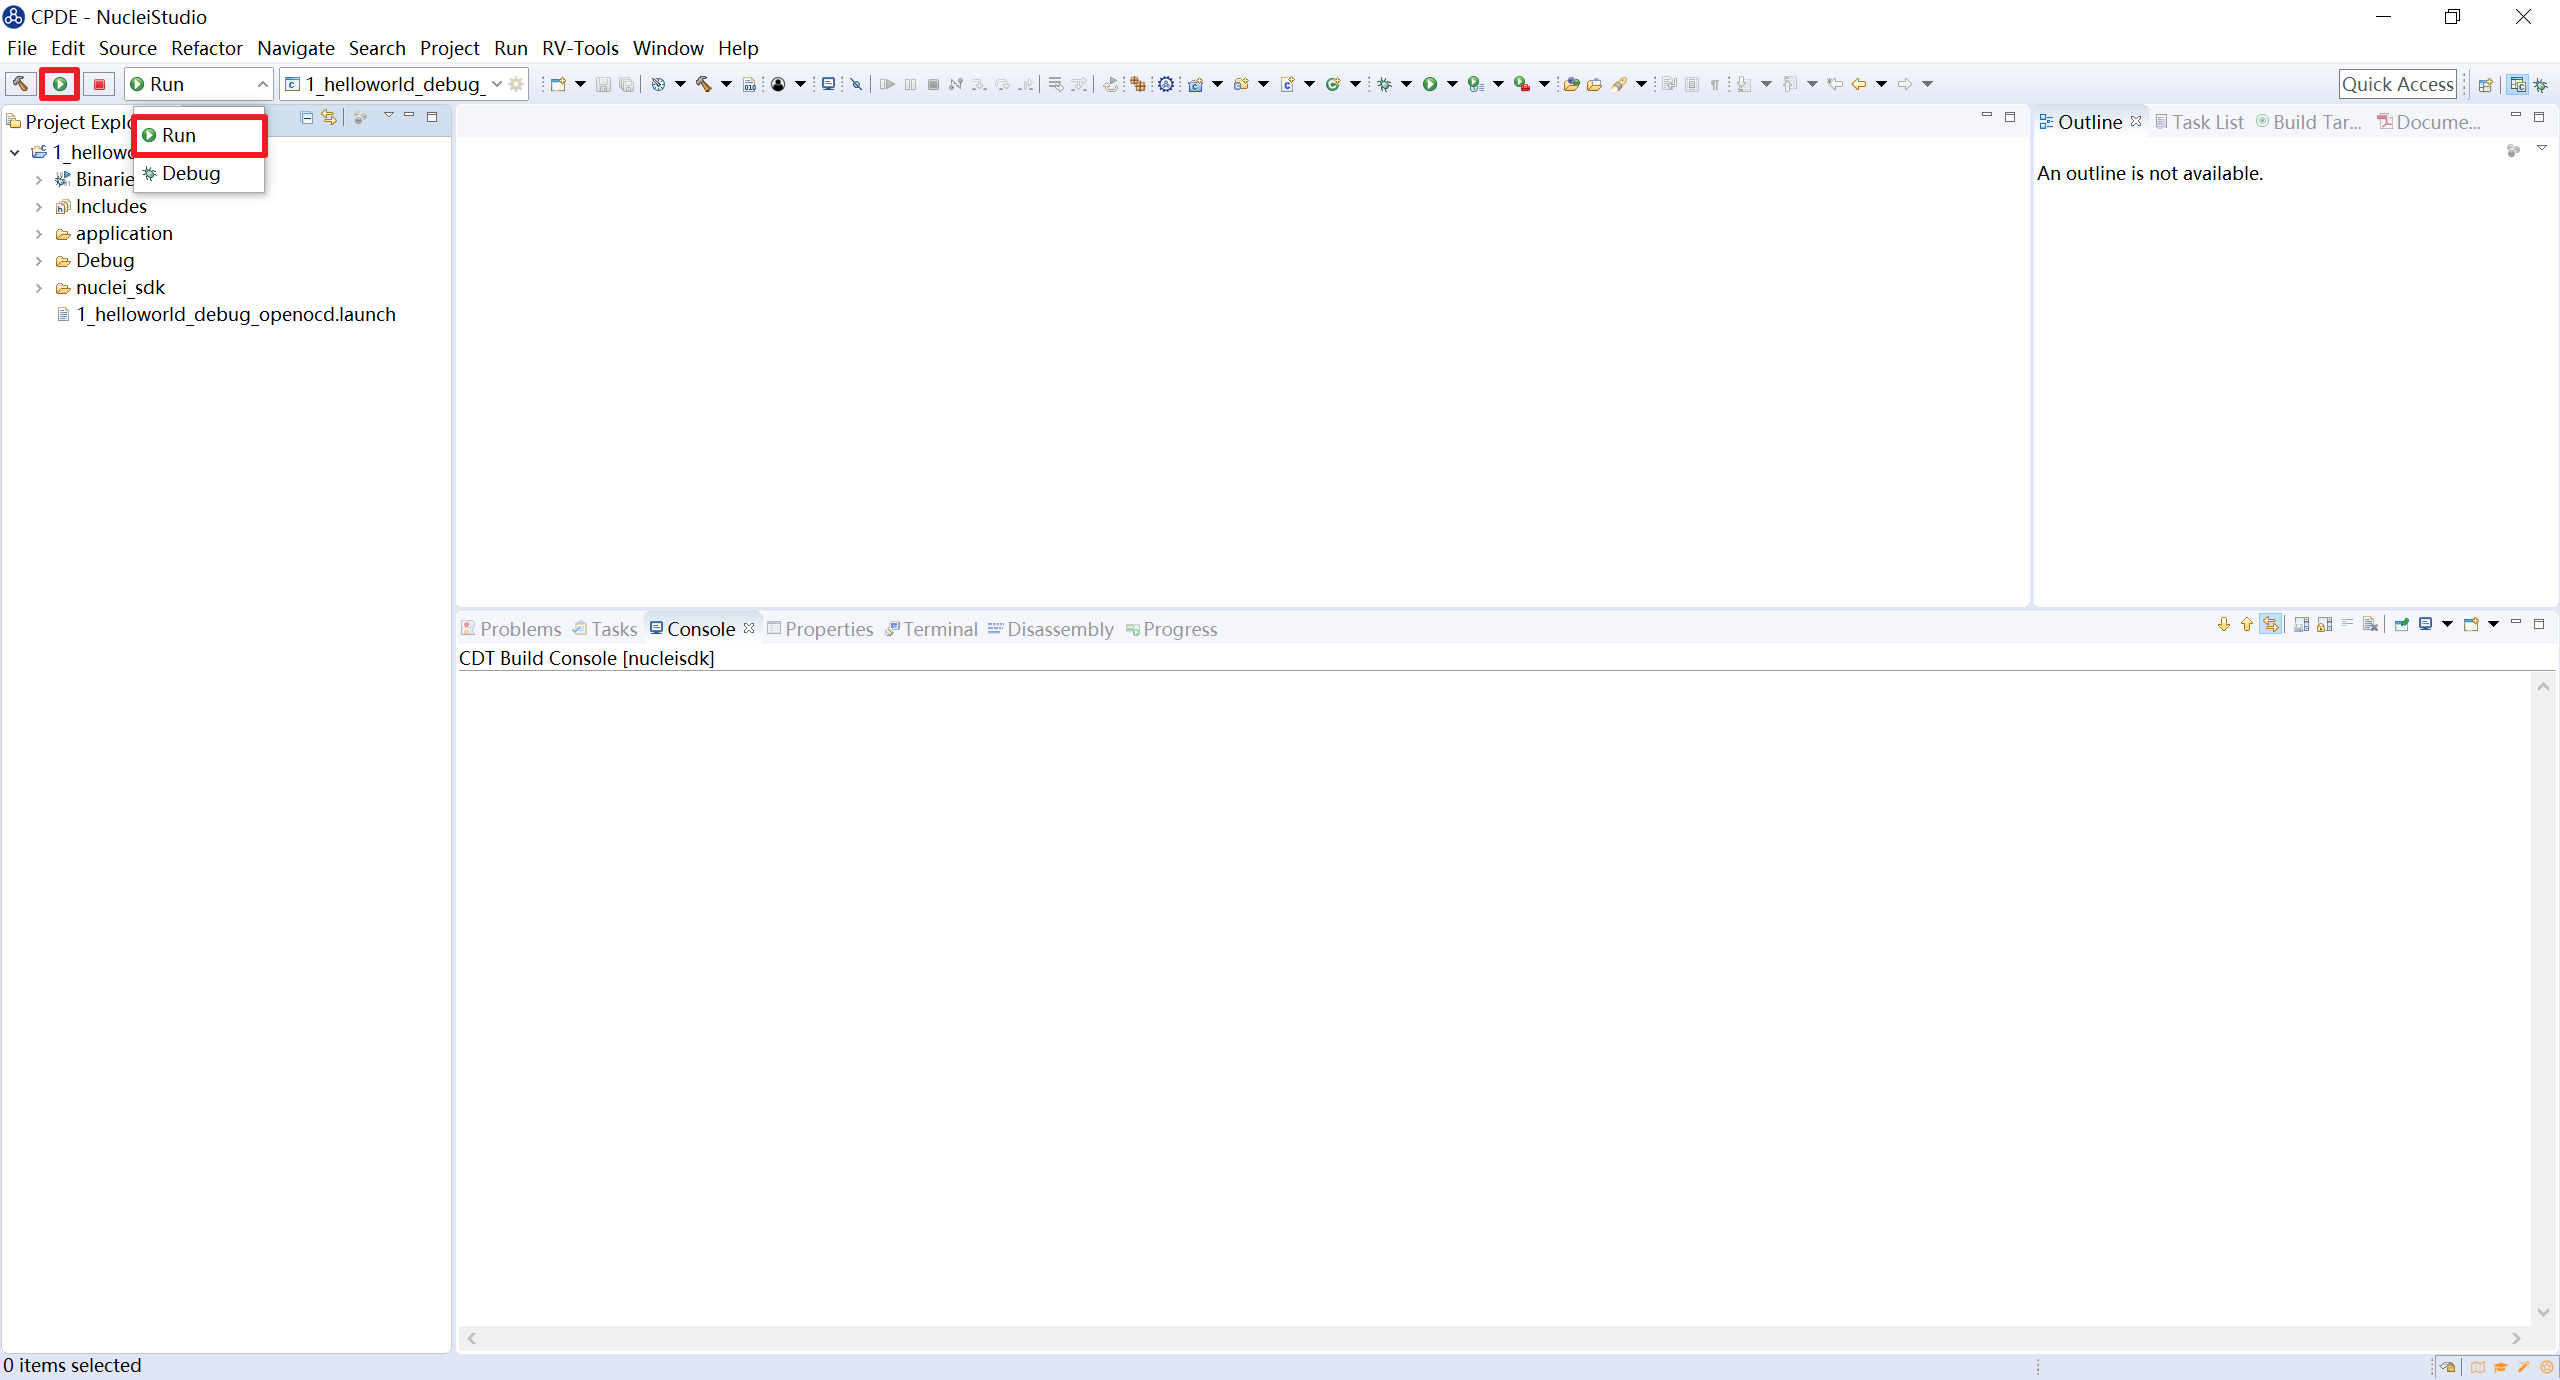 CPDE - NucleiStudio
File Edit Source Refactor Navigate Search Project Run RV-Tools Window Help
Run 1_helloworld_debug_ Quick Access
Project Explo
Run
Debug
1_hellowo
Binarie
Includes
application
Debug
nuclei_sdk
1_helloworld_debug_openocd.launch
Outline Task List Build Tar... Docume...
An outline is not available.
Problems Tasks Console Properties Terminal Disassembly Progress
CDT Build Console [nucleisdk]
0 items selected